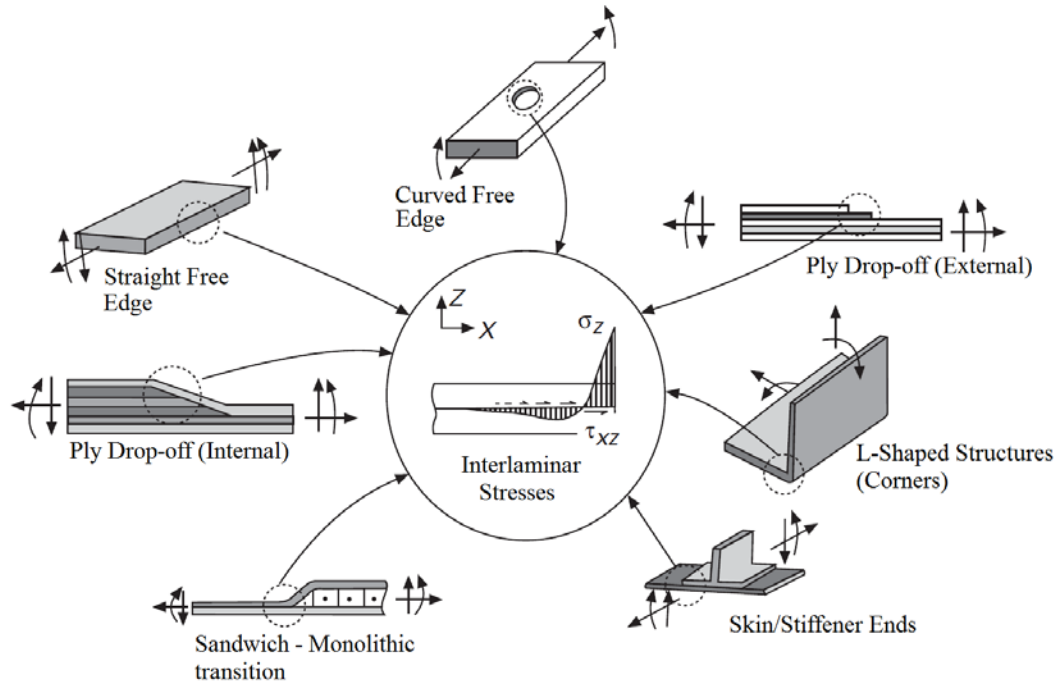 Curved Free
Edge
Straight Free
Edge
Ply Drop-off (External)
Z
X
σz
τxz
Interlaminar
Stresses
Ply Drop-off (Internal)
L-Shaped Structures
(Corners)
Sandwich - Monolithic
transition
Skin/Stiffener Ends